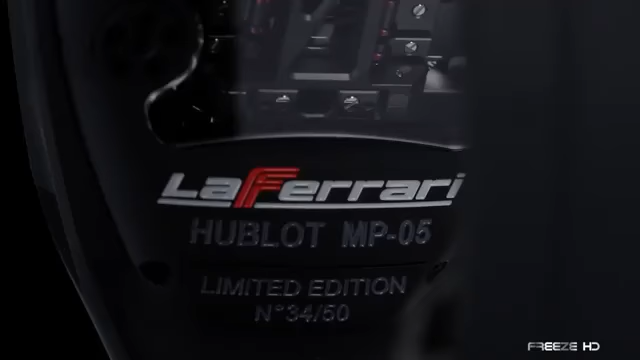 LaFerrari
HUBLOT MP-05
LIMITED EDITION
N°34/50
FREEZE HD